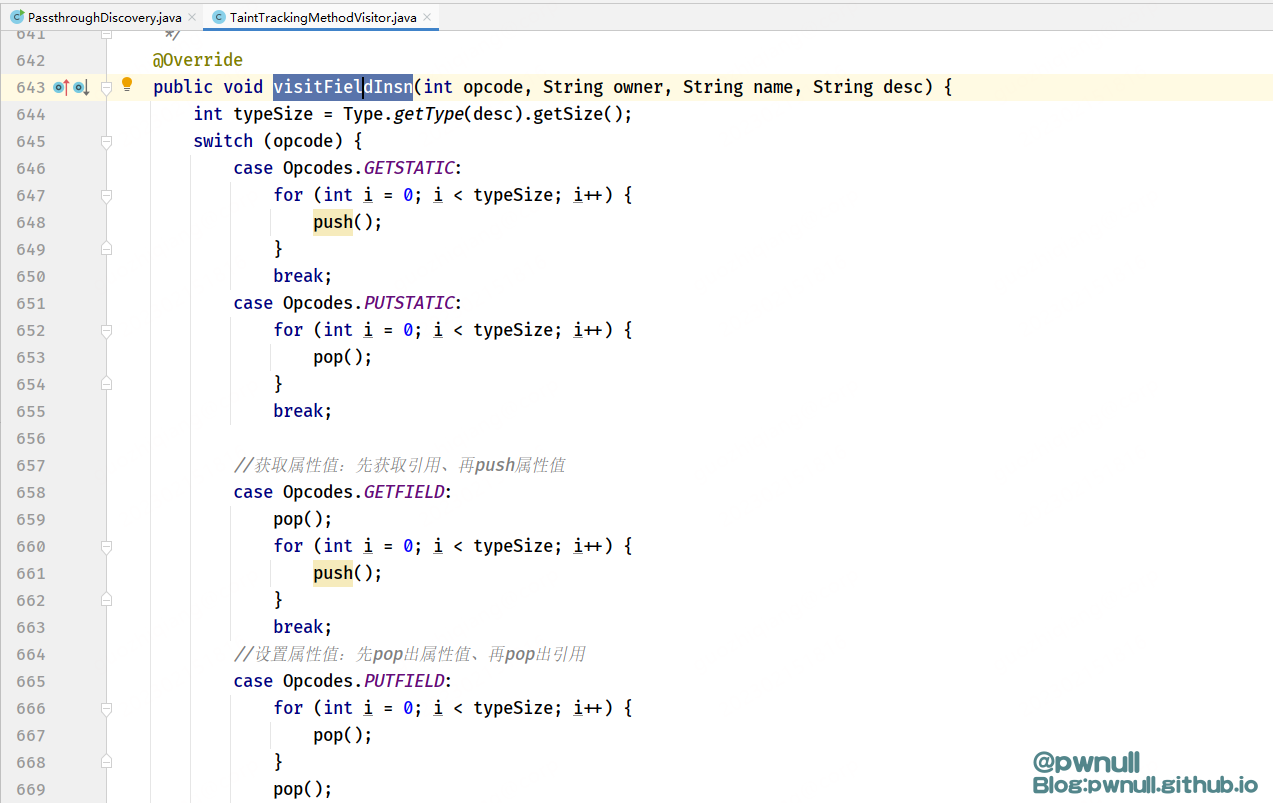 PassthroughDiscovery.java × TaintTrackingMethodVisitor.java ×
641 */
642 @Override
643 public void visitFieldInsn(int opcode, String owner, String name, String desc) {
644 int typeSize = Type.getType(desc).getSize();
645 switch (opcode) {
646 case Opcodes.GETSTATIC:
647 for (int i = 0; i < typeSize; i++) {
648 push();
649 }
650 break;
651 case Opcodes.PUTSTATIC:
652 for (int i = 0; i < typeSize; i++) {
653 pop();
654 }
655 break;
656
657 //获取属性值：先获取引用、再push属性值
658 case Opcodes.GETFIELD:
659 pop();
660 for (int i = 0; i < typeSize; i++) {
661 push();
662 }
663 break;
664 //设置属性值：先pop出属性值、再pop出引用
665 case Opcodes.PUTFIELD:
666 for (int i = 0; i < typeSize; i++) {
667 pop();
668 }
669 pop();
@pwnull
Blog:pwnull.github.io